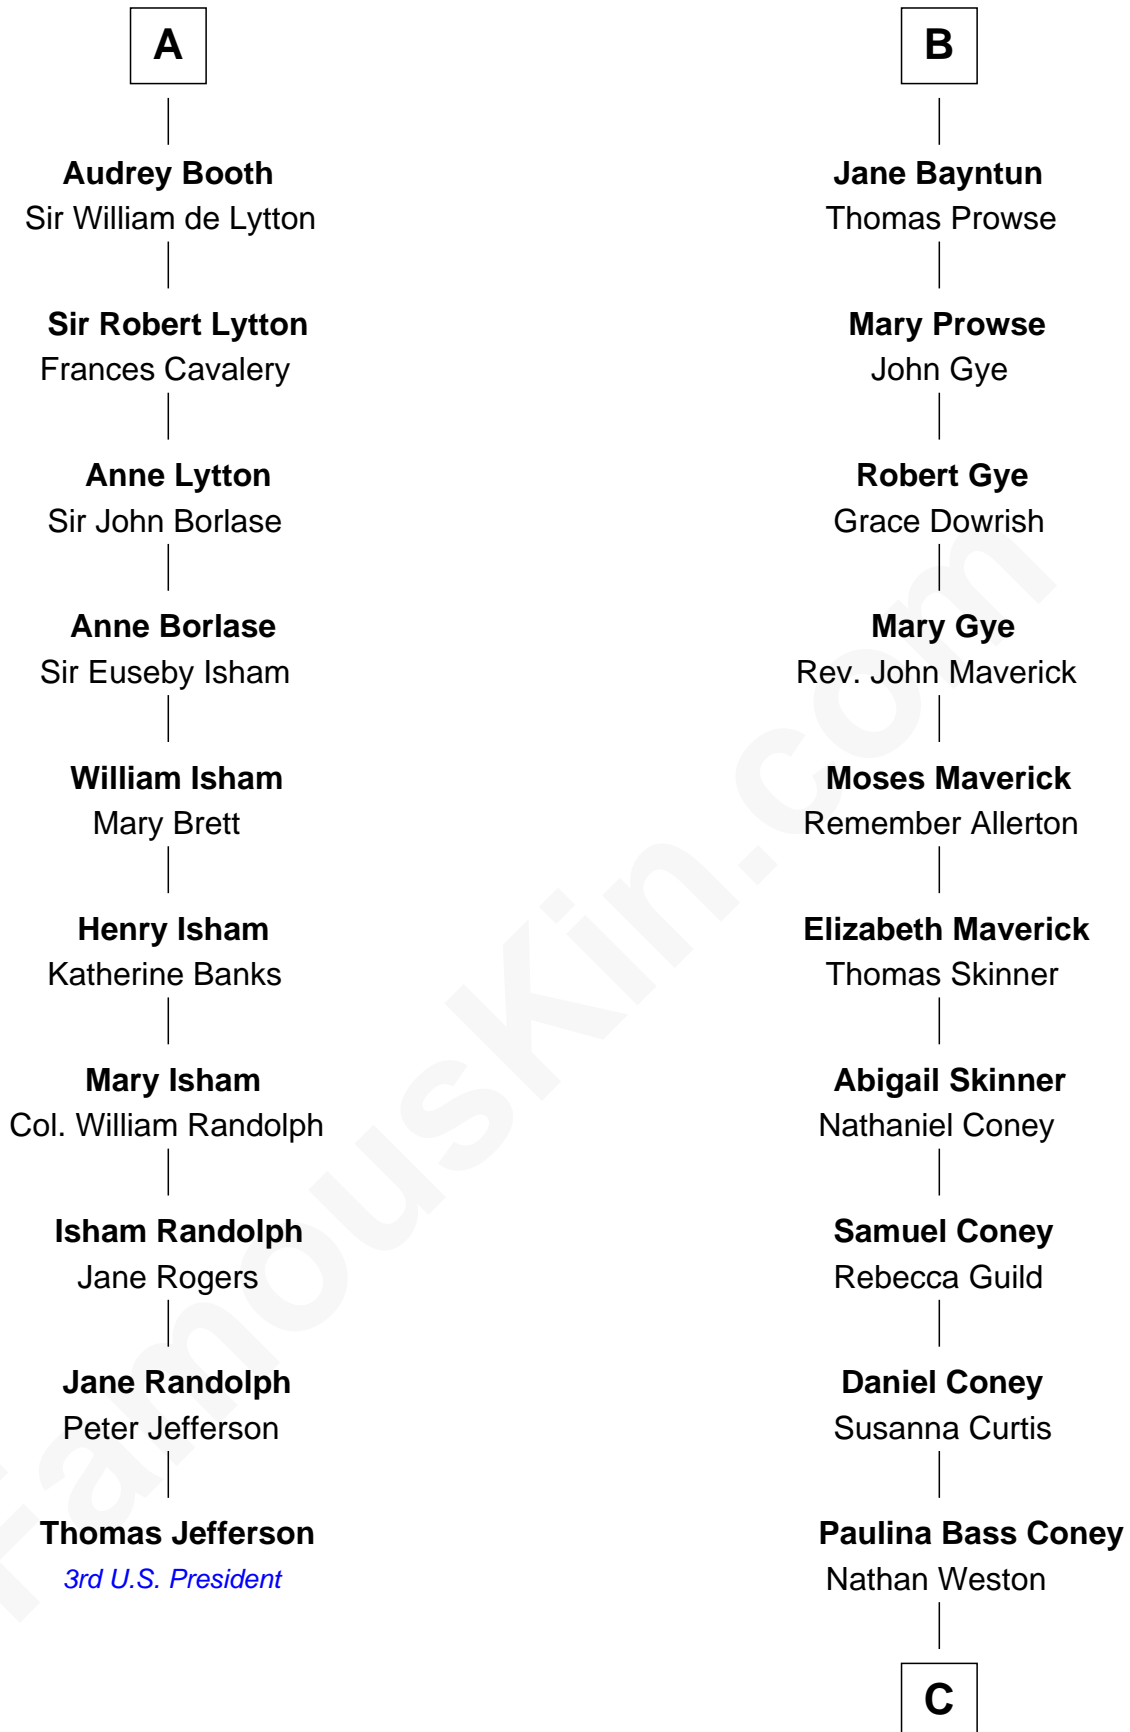 A
Audrey Booth
Sir William de Lytton
Sir Robert Lytton
Frances Cavalery
Anne Lytton
Sir John Borlase
Anne Borlase
Sir Euseby Isham
William Isham
Mary Brett
Henry Isham
Katherine Banks
Mary Isham
Col. William Randolph
Isham Randolph
Jane Rogers
Jane Randolph
Peter Jefferson
Thomas Jefferson
3rd U.S. President
B
Jane Bayntun
Thomas Prowse
Mary Prowse
John Gye
Robert Gye
Grace Dowrish
Mary Gye
Rev. John Maverick
Moses Maverick
Remember Allerton
Elizabeth Maverick
Thomas Skinner
Abigail Skinner
Nathaniel Coney
Samuel Coney
Rebecca Guild
Daniel Coney
Susanna Curtis
Paulina Bass Coney
Nathan Weston
C
FamousKin.com